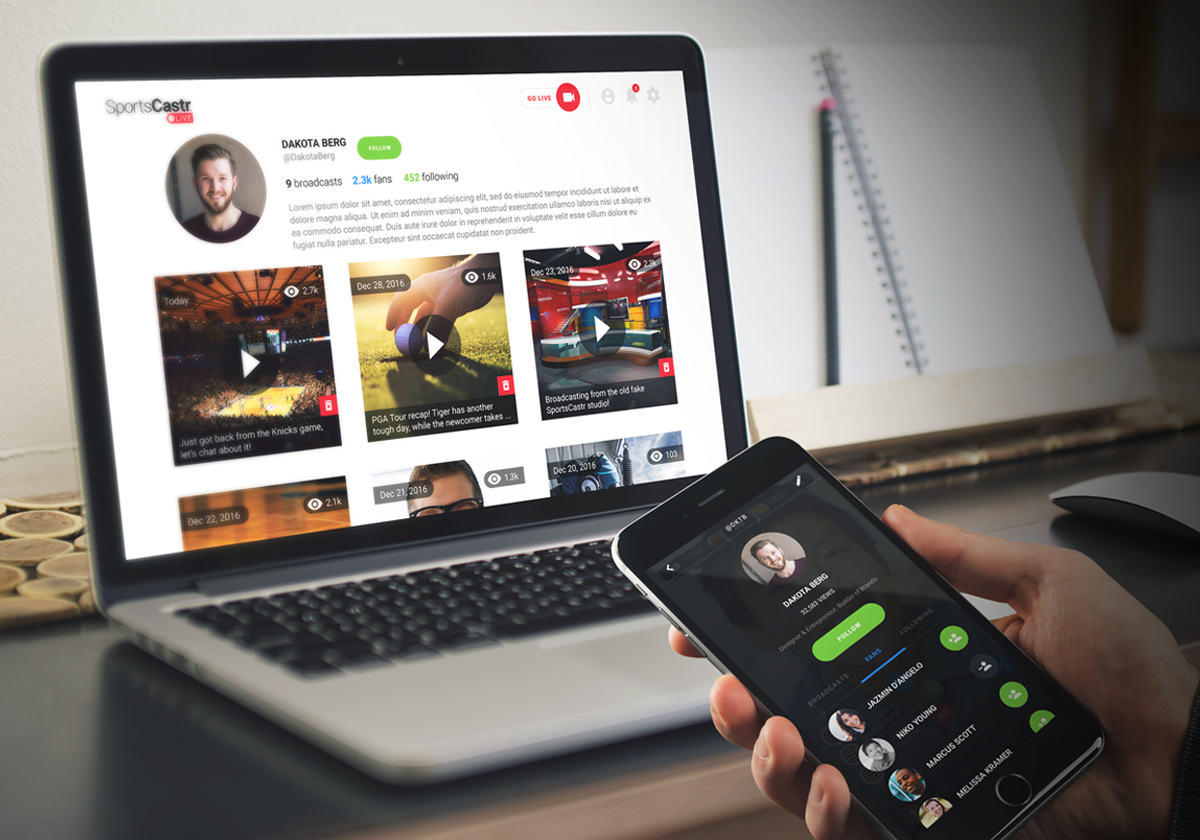 SportsCastr
LIVE
GO LIVE
DAKOTA BERG
FOLLOW
@DakotaBerg
9 broadcasts 2.3k fans 452 following
Lorem ipsum dolor sit amet, consectetur adipiscing elit, sed do eiusmod tempor incididunt ut labore et
dolore magna aliqua. Ut enim ad minim veniam, quis nostrud exercitation ullamco laboris nisi ut aliquip ex
ea commodo consequat. Duis aute irure dolor in reprehenderit in voluptate velit esse cillum dolore eu
fugiat nulla pariatur. Excepteur sint occaecat cupidatat non proident.
Today 2.7k
Just got back from the Knicks game,
let's chat about it!
Dec 28, 2016 1.6k
PGA Tour recap! Tiger has another
tough day, while the newcomer takes ...
Dec 23, 2016
Broadcasting from the old fake
SportsCastr studio!
Dec 22, 2016 2.1k
Dec 21, 2016 1.3k
Dec 20, 2016 103
@DKTB
DAKOTA BERG
32,583 VIEWS
Designer & Entrepreneur. Builder of Brands.
FOLLOW
BROADCASTS FANS FOLLOWING
JAZMIN D'ANGELO
NIKO YOUNG
MARCUS SCOTT
MELISSA KRAMER